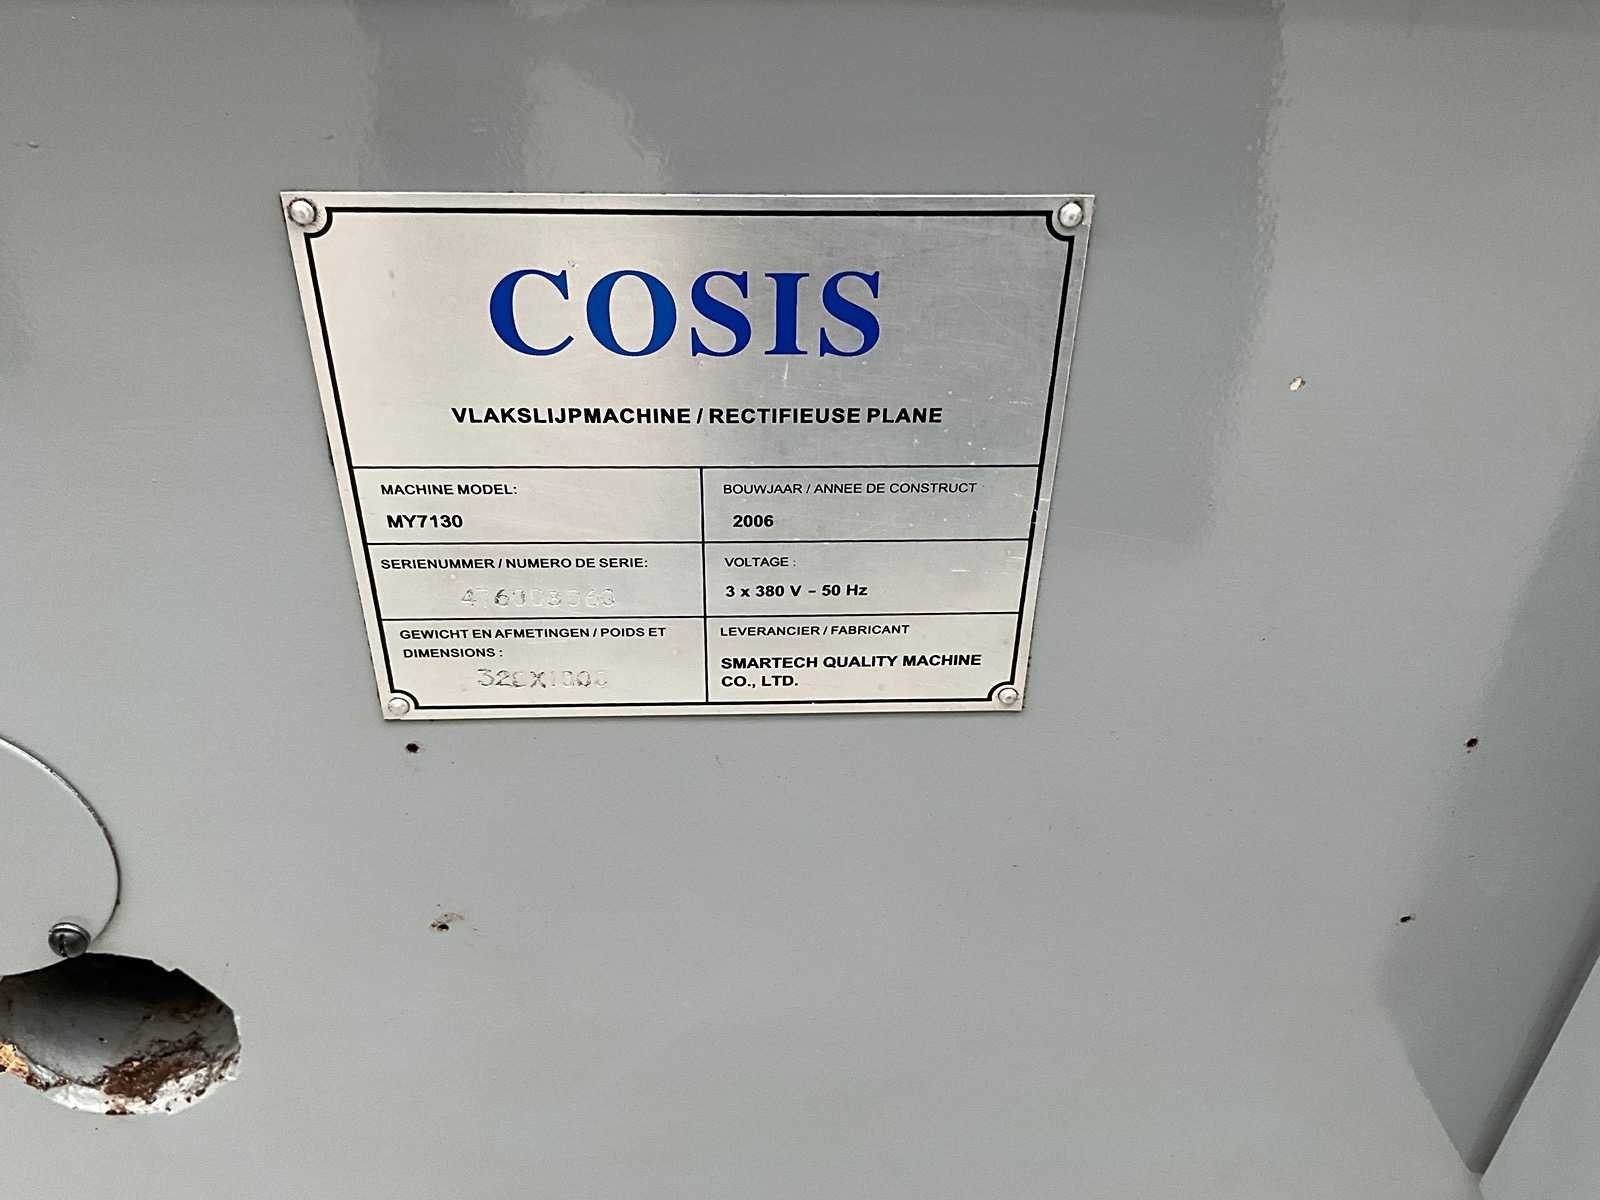 COSIS
VLAKSLIJPMACHINE / RECTIFIEUSE PLANE
MACHINE MODEL:
MY7130
BOUWJAAR / ANNEE DE CONSTRUCT
2006
SERIENUMMER / NUMERO DE SERIE:
VOLTAGE :
3 x 380 V - 50 Hz
GEWICHT EN AFMETINGEN / POIDS ET
DIMENSIONS :
320X1000
LEVERANCIER / FABRICANT
SMARTECH QUALITY MACHINE
CO., LTD.